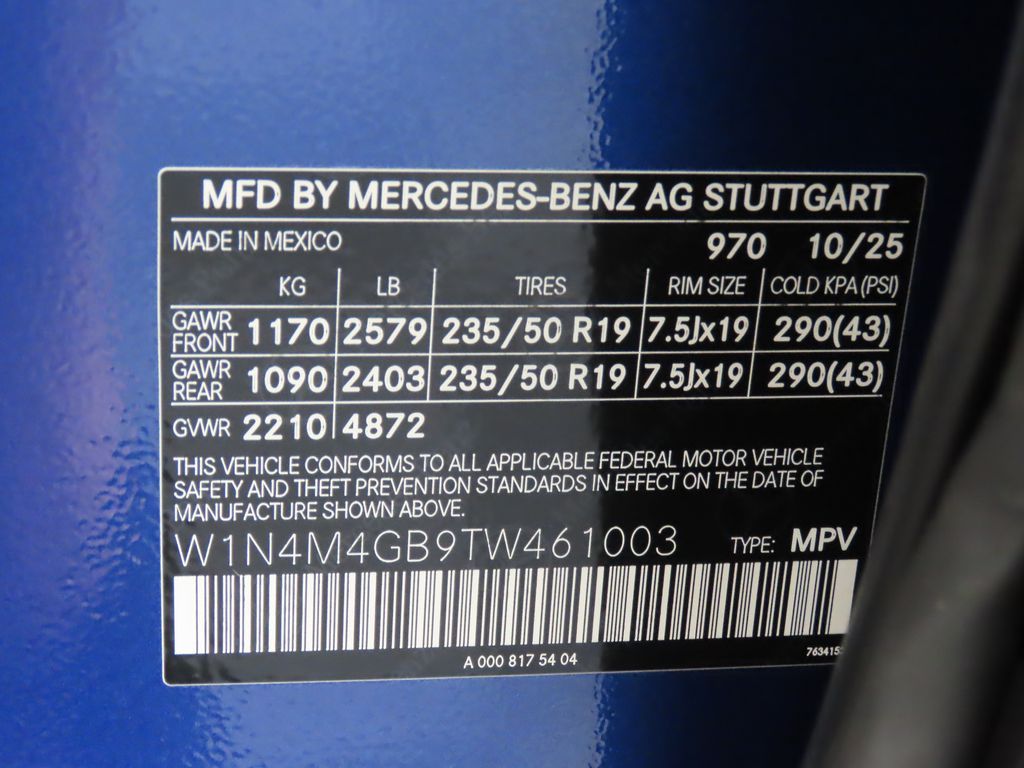 MFD BY MERCEDES-BENZ AG STUTTGART
MADE IN MEXICO 970 10/25
KG LB TIRES RIM SIZE COLD KPA (PSI)
GAWR FRONT 1170 2579 235/50 R19 7.5Jx19 290(43)
GAWR REAR 1090 2403 235/50 R19 7.5Jx19 290(43)
GVWR 2210 4872
THIS VEHICLE CONFORMS TO ALL APPLICABLE FEDERAL MOTOR VEHICLE
SAFETY AND THEFT PREVENTION STANDARDS IN EFFECT ON THE DATE OF
MANUFACTURE SHOWN ABOVE.
W1N4M4GB9TW461003 TYPE: MPV
A 000 817 54 04